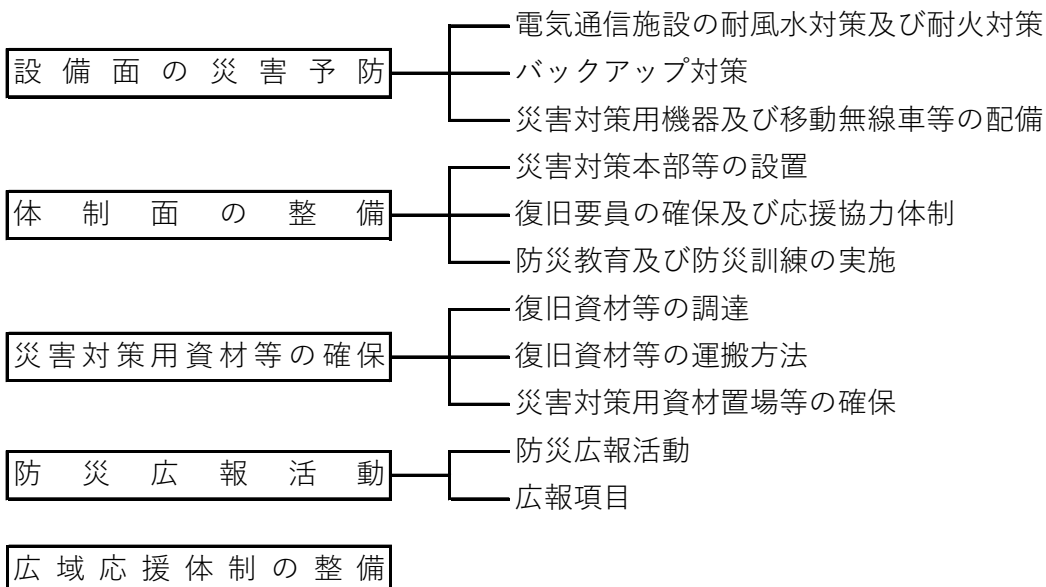 電気通信施設の耐風水対策及び耐火対策
設備面の災害予防
バックアップ対策
災害対策用機器及び移動無線車等の配備
災害対策本部等の設置
体制面の整備
復旧要員の確保及び応援協力体制
防災教育及び防災訓練の実施
復旧資材等の調達
災害対策用資材等の確保
復旧資材等の運搬方法
災害対策用資材置場等の確保
防災広報活動
防災広報活動
広報項目
広域応援体制の整備